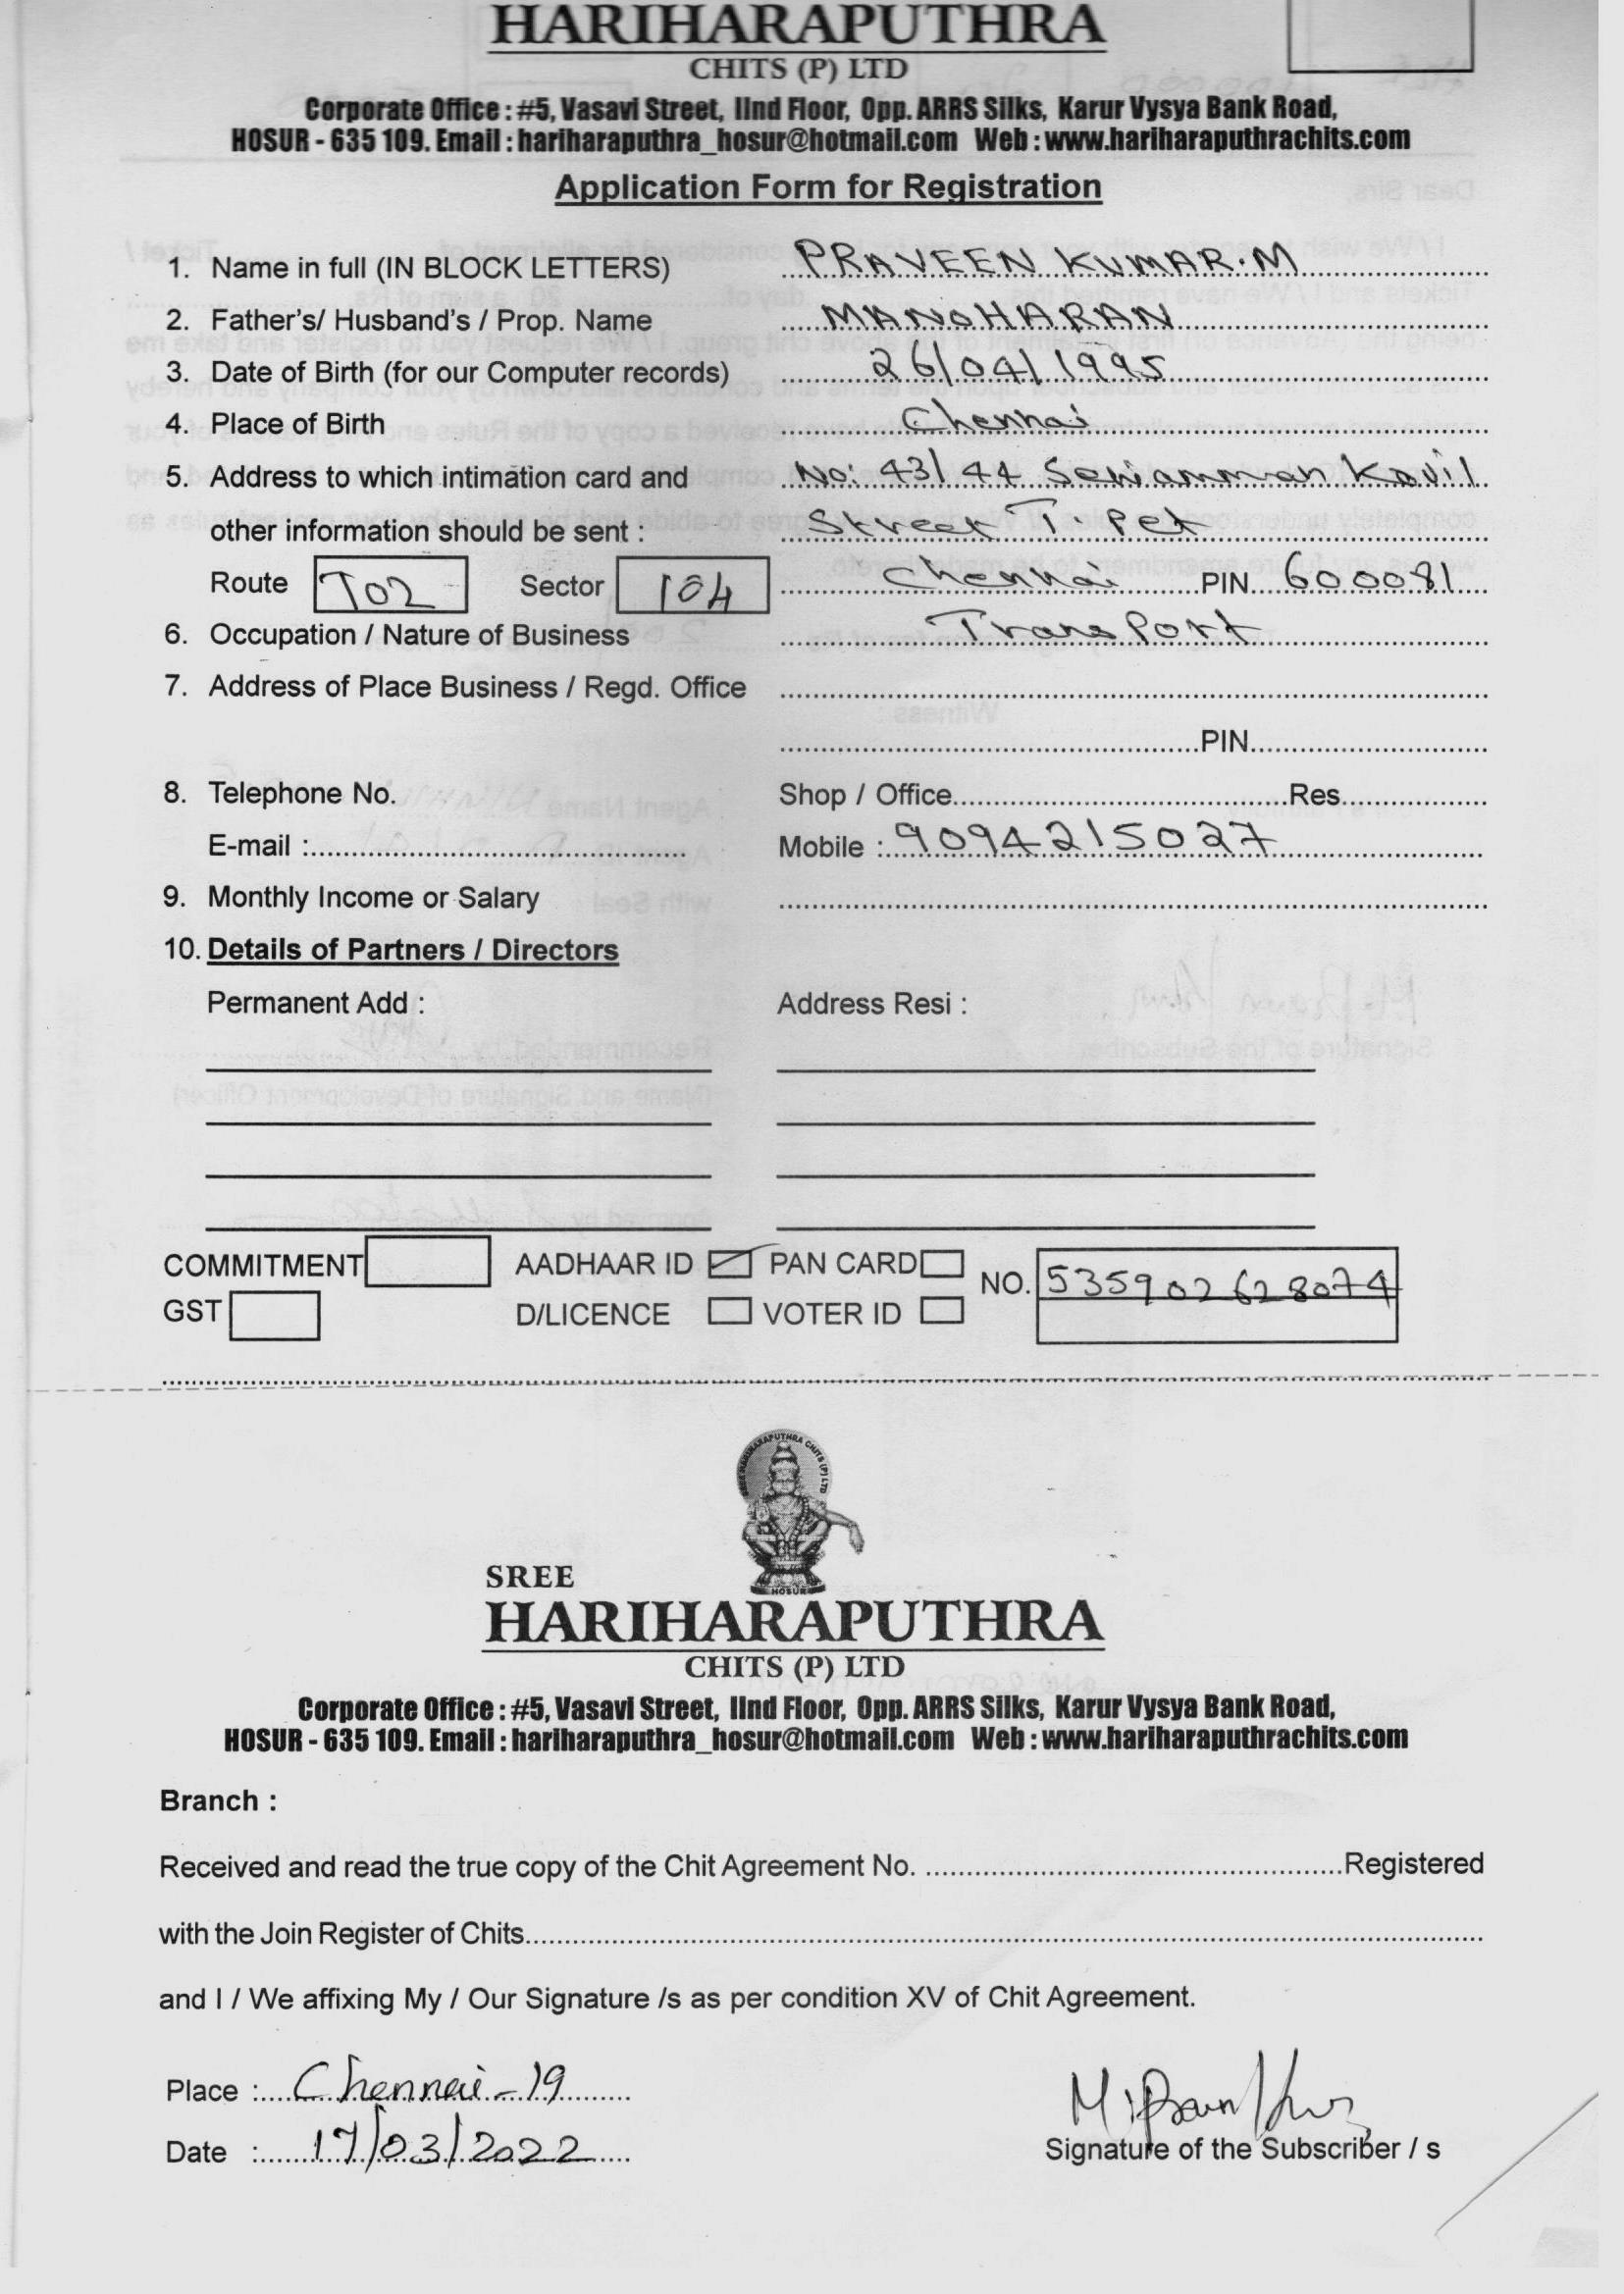 HARIHARAPUTHRA
CHITS (P) LTD
Corporate Office : #5, Vasavi Street, IInd Floor, Opp. ARRS Silks, Karur Vysya Bank Road,
HOSUR - 635 109. Email : hariharaputhra_hosur@hotmail.com Web : www.hariharaputhrachits.com
Application Form for Registration
1. Name in full (IN BLOCK LETTERS) PRAVEEN KUMAR.M
2. Father's/ Husband's / Prop. Name MANOHARAN
3. Date of Birth (for our Computer records) 26/04/1995
4. Place of Birth Chennai
5. Address to which intimation card and No: 43/44 Seniamman Kovil
other information should be sent : Street T Pet
Route T02 Sector 104 Chennai PIN 600081
6. Occupation / Nature of Business Transport
7. Address of Place Business / Regd. Office
PIN
8. Telephone No. Shop / Office Res.
E-mail : Mobile : 9094215027
9. Monthly Income or Salary
10. Details of Partners / Directors
Permanent Add : Address Resi :
COMMITMENT AADHAAR ID PAN CARD NO. 535902628074
GST D/LICENCE VOTER ID
SREE HARIHARAPUTHRA CHITS (P) LTD
HOSUR
SREE
HARIHARAPUTHRA
CHITS (P) LTD
Corporate Office : #5, Vasavi Street, IInd Floor, Opp. ARRS Silks, Karur Vysya Bank Road,
HOSUR - 635 109. Email : hariharaputhra_hosur@hotmail.com Web : www.hariharaputhrachits.com
Branch :
Received and read the true copy of the Chit Agreement No. Registered
with the Join Register of Chits
and I / We affixing My / Our Signature /s as per condition XV of Chit Agreement.
Place : Chennai - 19
Date : 17/03/2022
Signature of the Subscriber / s